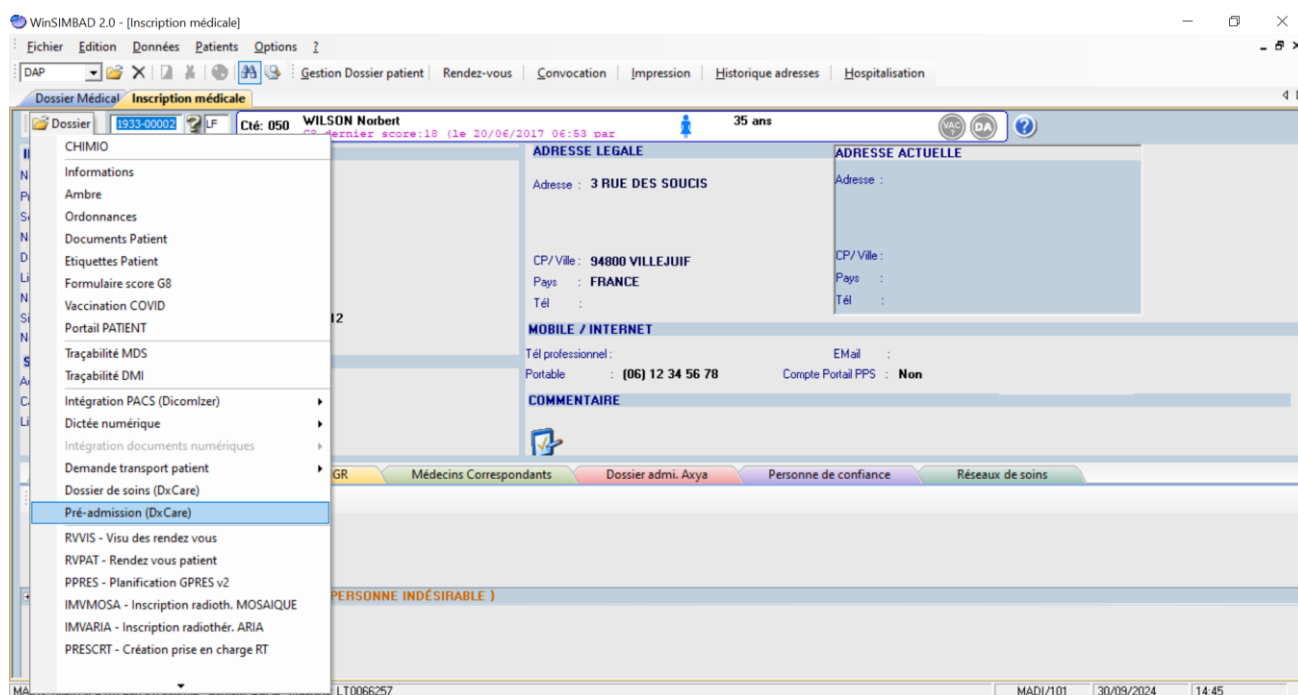 WinSIMBAD 2.0 - [Inscription médicale]
Fichier Edition Données Patients Options ?
DAP Gestion Dossier patient Rendez-vous Convocation Impression Historique adresses Hospitalisation
Dossier Médical Inscription médicale
Dossier 1933-00002 LF Cté: 050 WILSON Norbert 35 ans VAC ? DA ?
G8 dernier score:18 (le 20/06/2017 06:53 par
CHIMIO
Informations
Ambre
Ordonnances
Documents Patient
Etiquettes Patient
Formulaire score G8
Vaccination COVID
Portail PATIENT
Traçabilité MDS
Traçabilité DMI
Intégration PACS (DicomIzer)
Dictée numérique
Intégration documents numériques
Demande transport patient
Dossier de soins (DxCare)
Pré-admission (DxCare)
RVVIS - Visu des rendez vous
RVPAT - Rendez vous patient
PPRES - Planification GPRES v2
IMVMOSA - Inscription radioth. MOSAIQUE
IMVARIA - Inscription radiothér. ARIA
PRESCRT - Création prise en charge RT
12
ADRESSE LEGALE
Adresse : 3 RUE DES SOUCIS
CP/Ville : 94800 VILLEJUIF
Pays : FRANCE
Tél :
ADRESSE ACTUELLE
Adresse :
CP/Ville :
Pays :
Tél :
MOBILE / INTERNET
Tél professionnel : EMail :
Portable : (06) 12 34 56 78 Compte Portail PPS : Non
COMMENTAIRE
GR Médecins Correspondants Dossier admi. Axya Personne de confiance Réseaux de soins
PERSONNE INDÉSIRABLE }
LT0066257 MADI/101 30/09/2024 14:45